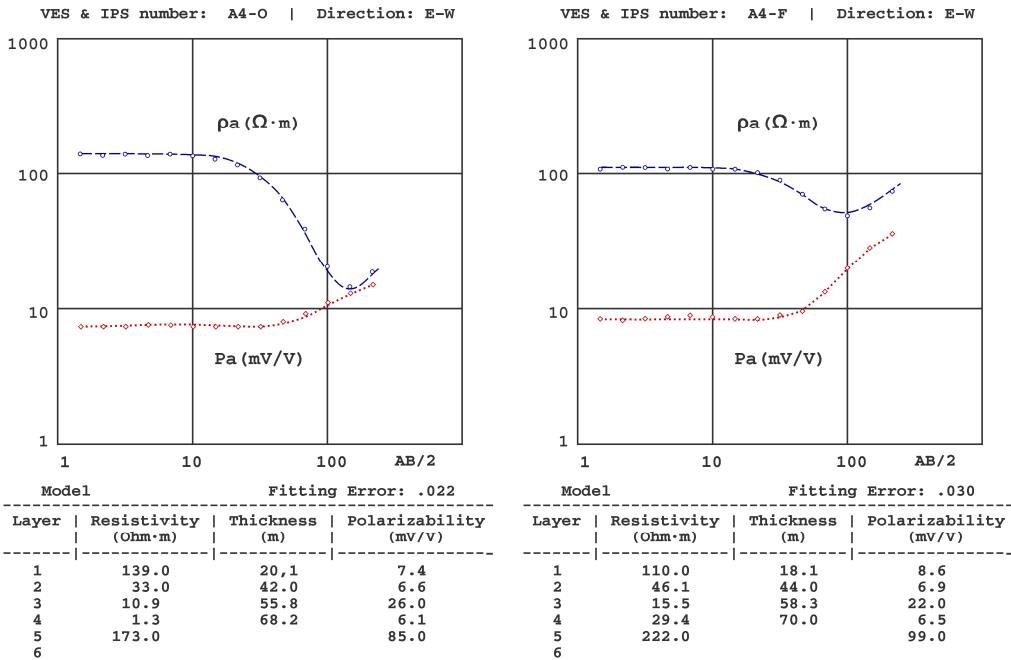 VES & IPS number: A4-O | Direction: E-W
1000
ρa(Ω·m)
100
10
Pa(mV/V)
1
1 10 100 AB/2
Model Fitting Error: .022
Layer | Resistivity | Thickness | Polarizability
| (Ohm·m) | (m) | (mV/V)
1 139.0 20,1 7.4
2 33.0 42.0 6.6
3 10.9 55.8 26.0
4 1.3 68.2 6.1
5 173.0 85.0
6
VES & IPS number: A4-F | Direction: E-W
1000
ρa(Ω·m)
100
10
Pa(mV/V)
1
1 10 100 AB/2
Model Fitting Error: .030
Layer | Resistivity | Thickness | Polarizability
| (Ohm·m) | (m) | (mV/V)
1 110.0 18.1 8.6
2 46.1 44.0 6.9
3 15.5 58.3 22.0
4 29.4 70.0 6.5
5 222.0 99.0
6